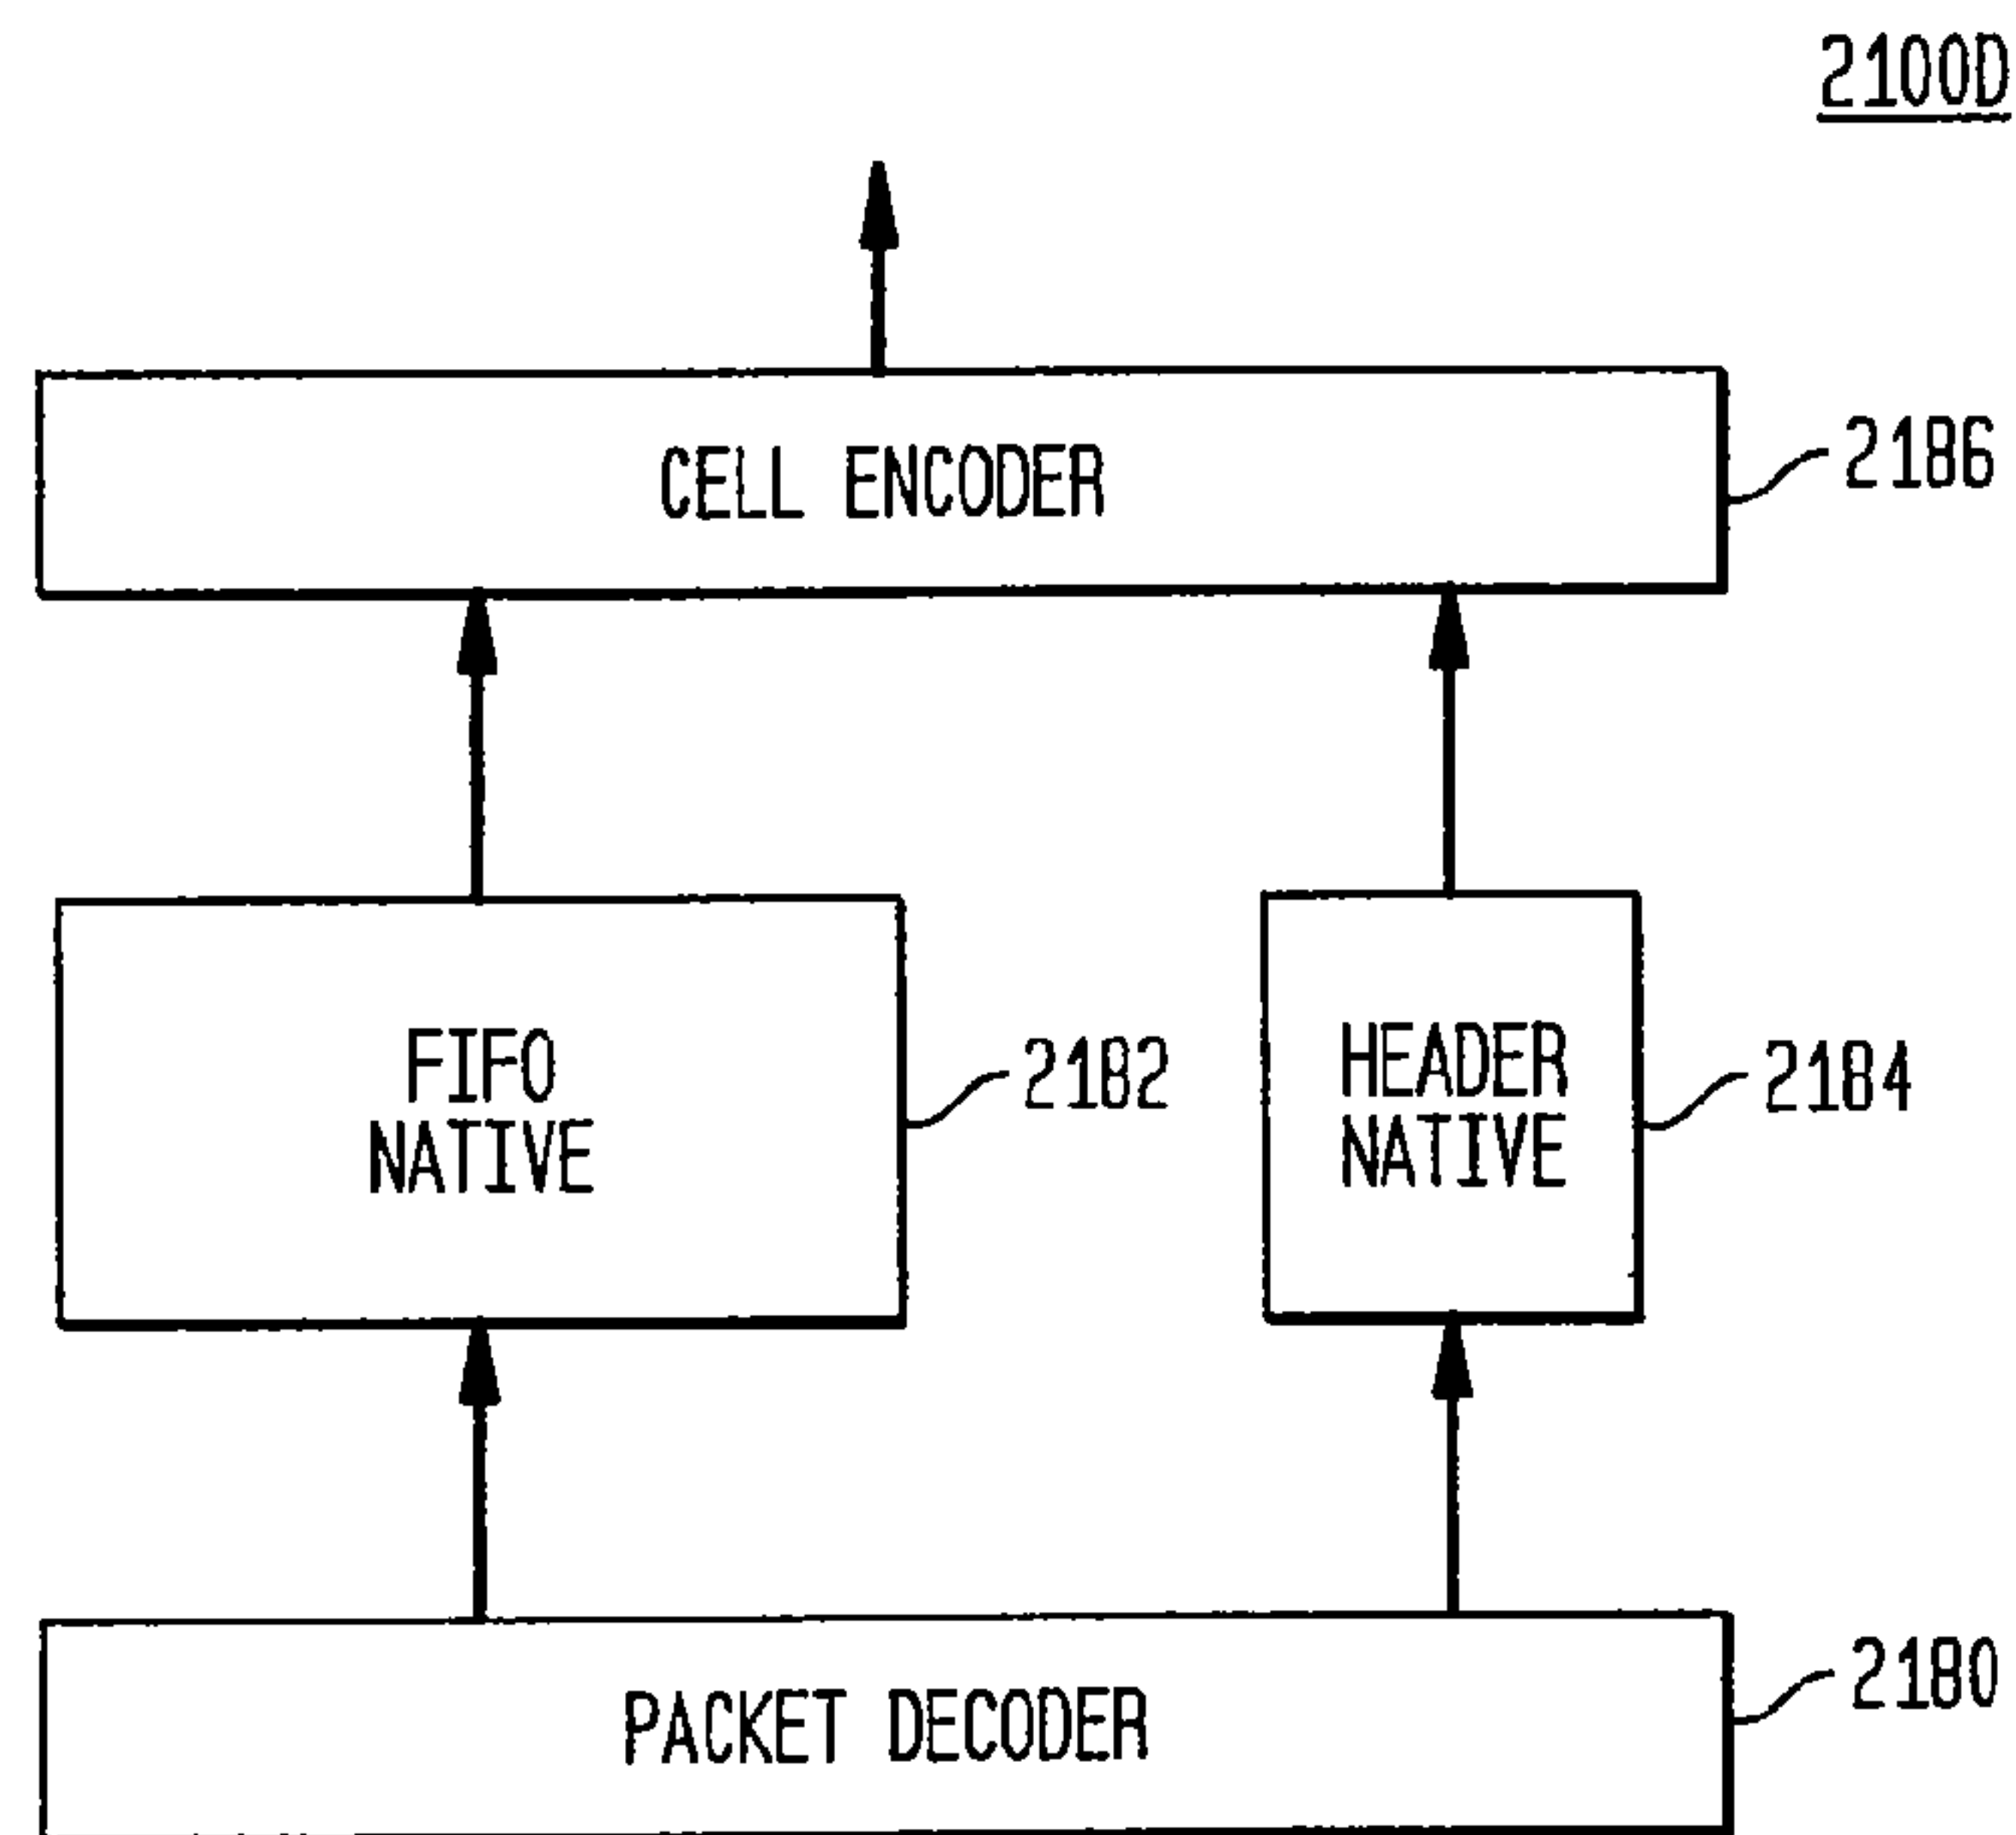 2100D
CELL ENCODER
2186
FIFO
NATIVE
2182
HEADER
NATIVE
2184
PACKET DECODER
2180